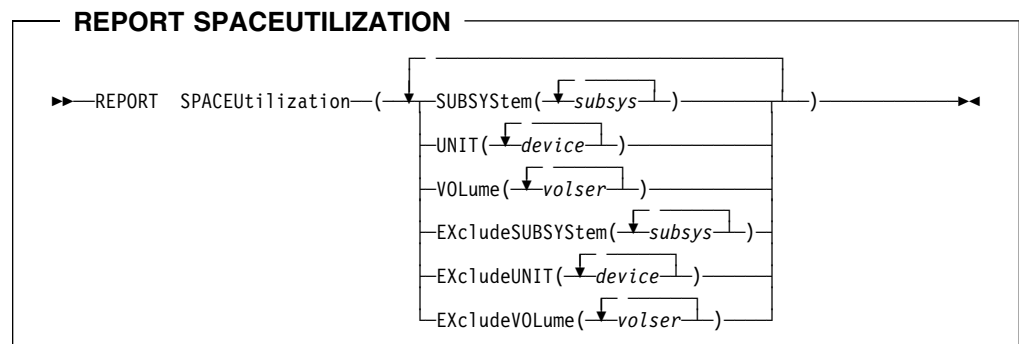 REPORT SPACEUTILIZATION
REPORT SPACEUtilization ( SUBSYStem( subsys ) )
UNIT( device )
VOLume( volser )
EXcludeSUBSYStem( subsys )
EXcludeUNIT( device )
EXcludeVOLume( volser )